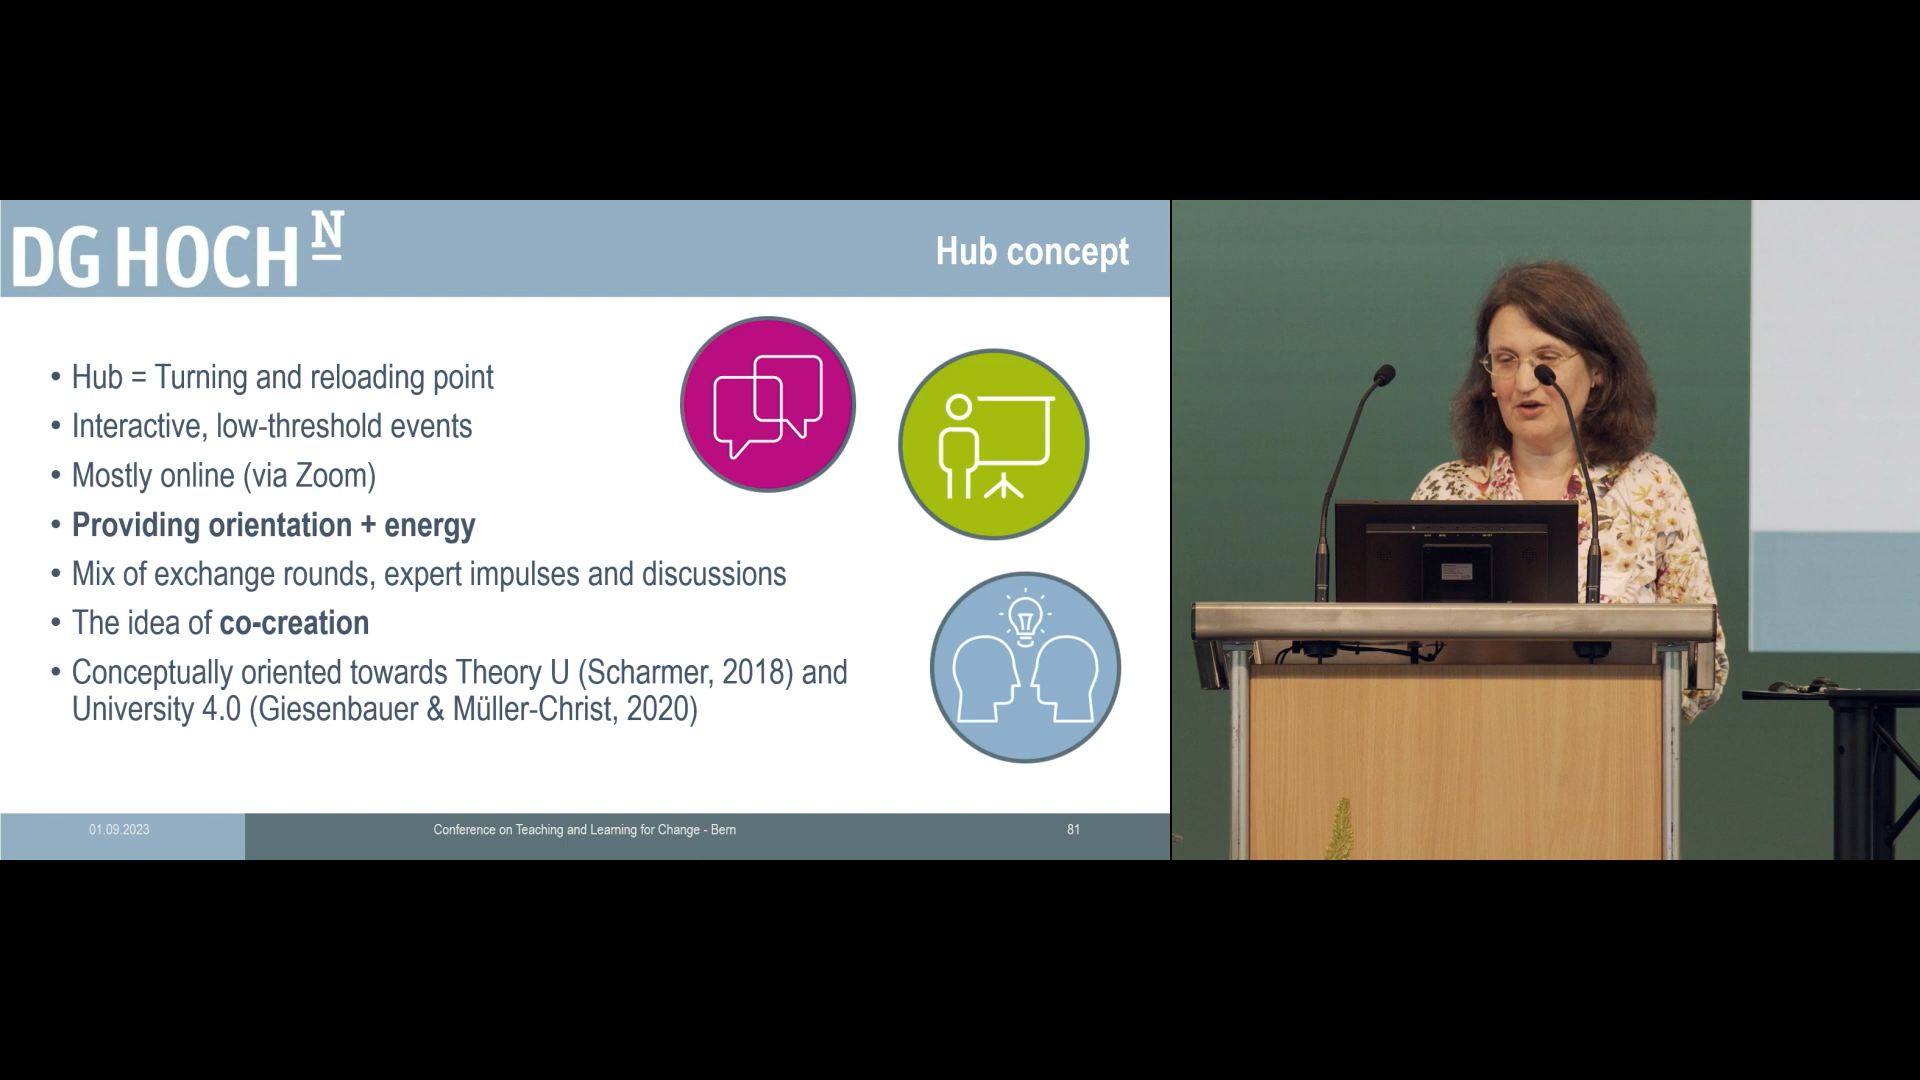 DG HOCH N
Hub concept
• Hub = Turning and reloading point
• Interactive, low-threshold events
• Mostly online (via Zoom)
• Providing orientation + energy
• Mix of exchange rounds, expert impulses and discussions
• The idea of co-creation
• Conceptually oriented towards Theory U (Scharmer, 2018) and
University 4.0 (Giesenbauer & Müller-Christ, 2020)
01.09.2023
Conference on Teaching and Learning for Change - Bern
81